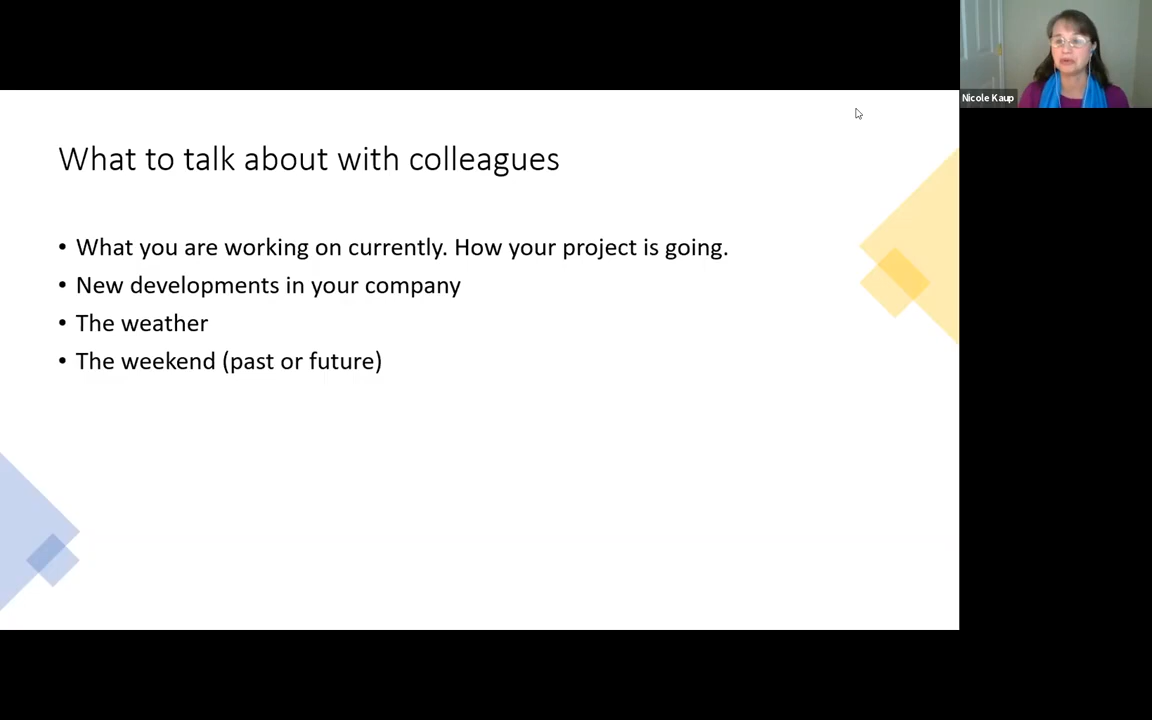 Nicole Kaup
What to talk about with colleagues
• What you are working on currently. How your project is going.
• New developments in your company
• The weather
• The weekend (past or future)